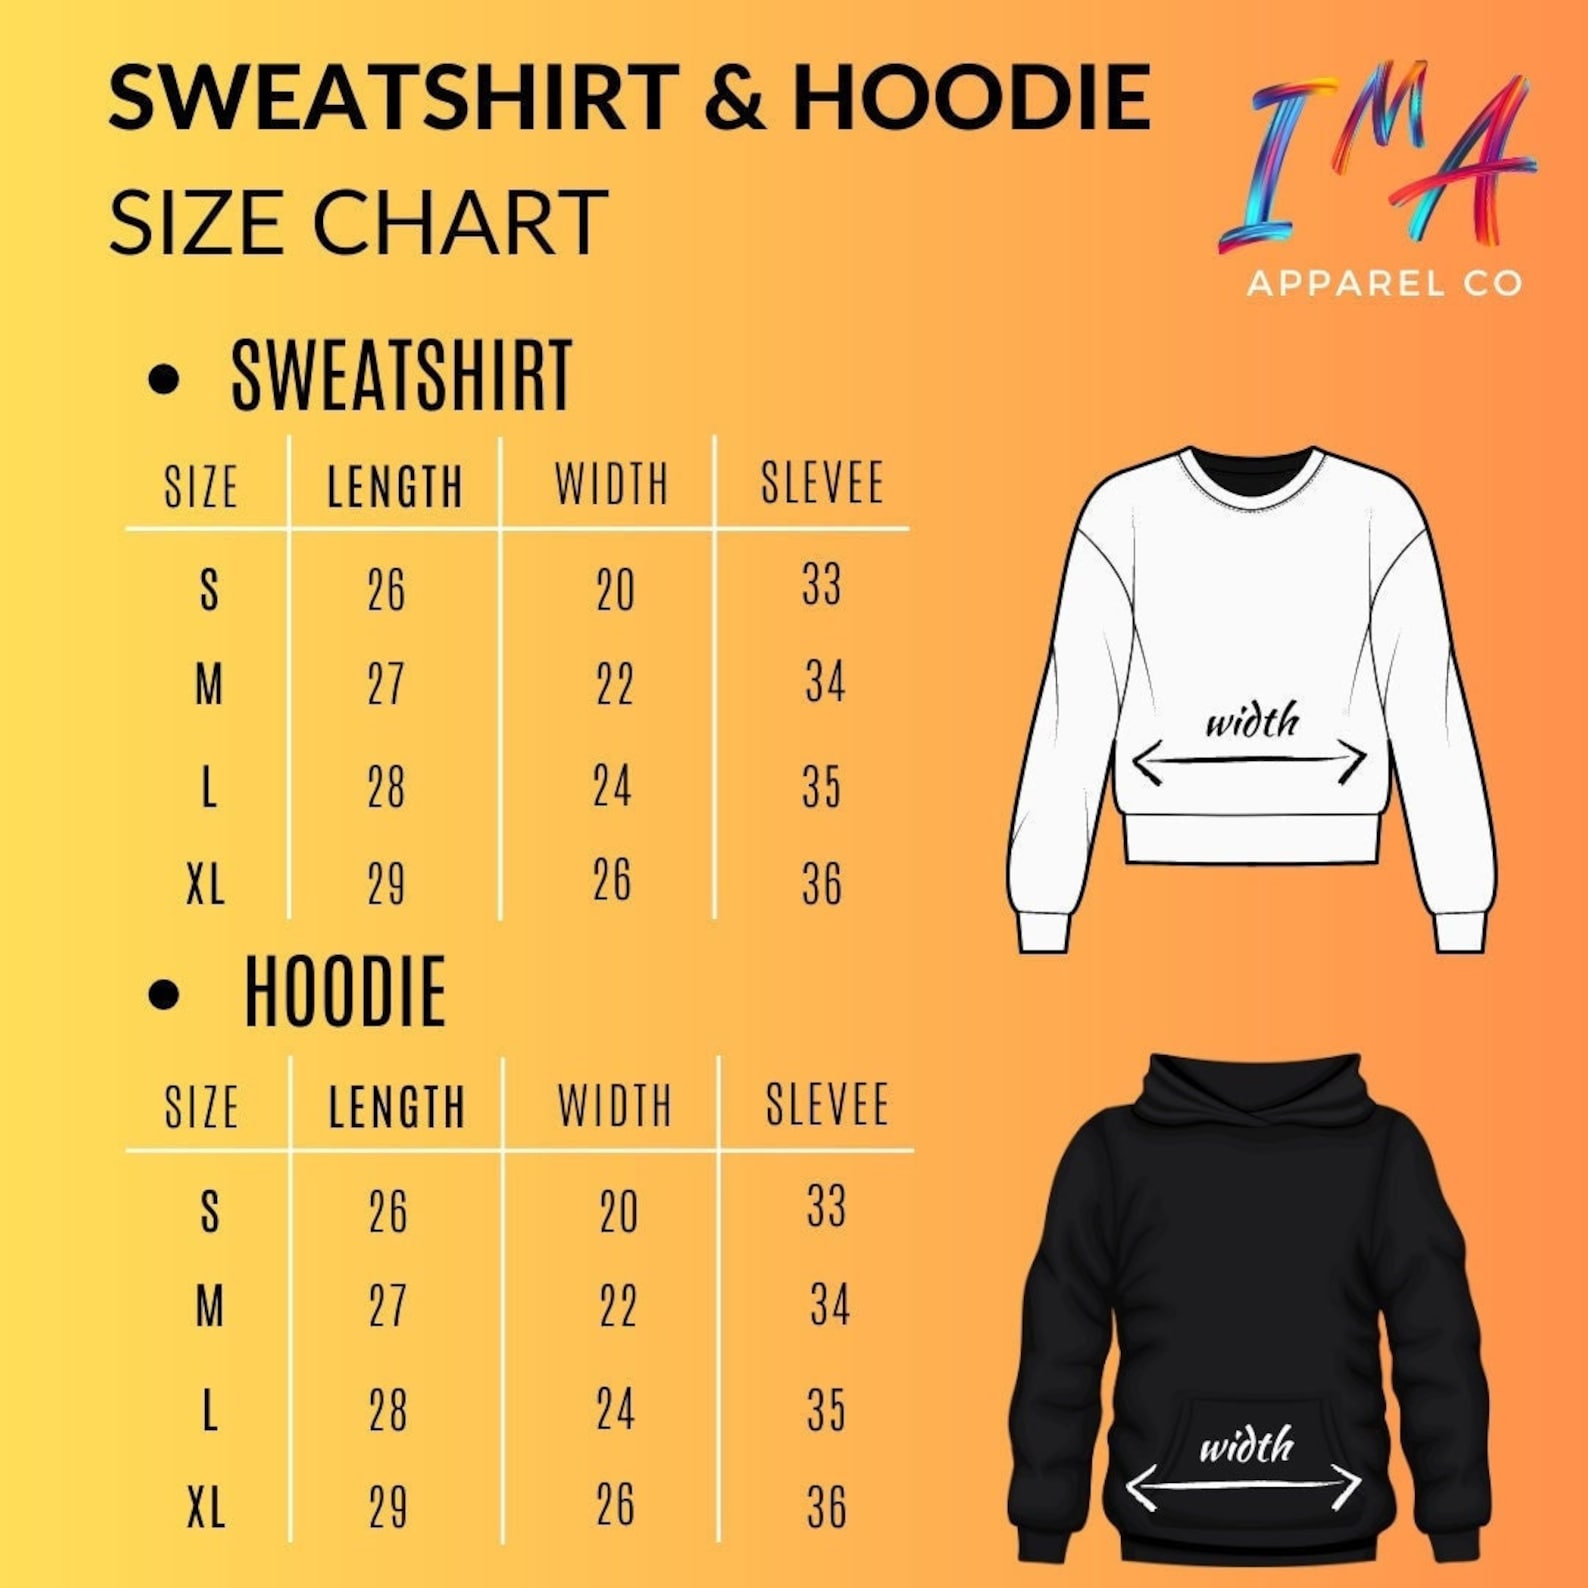 SWEATSHIRT & HOODIE
SIZE CHART
IMA
APPAREL CO
• SWEATSHIRT
SIZE LENGTH WIDTH SLEVEE
S 26 20 33
M 27 22 34
L 28 24 35
XL 29 26 36
width
• HOODIE
SIZE LENGTH WIDTH SLEVEE
S 26 20 33
M 27 22 34
L 28 24 35
XL 29 26 36
width